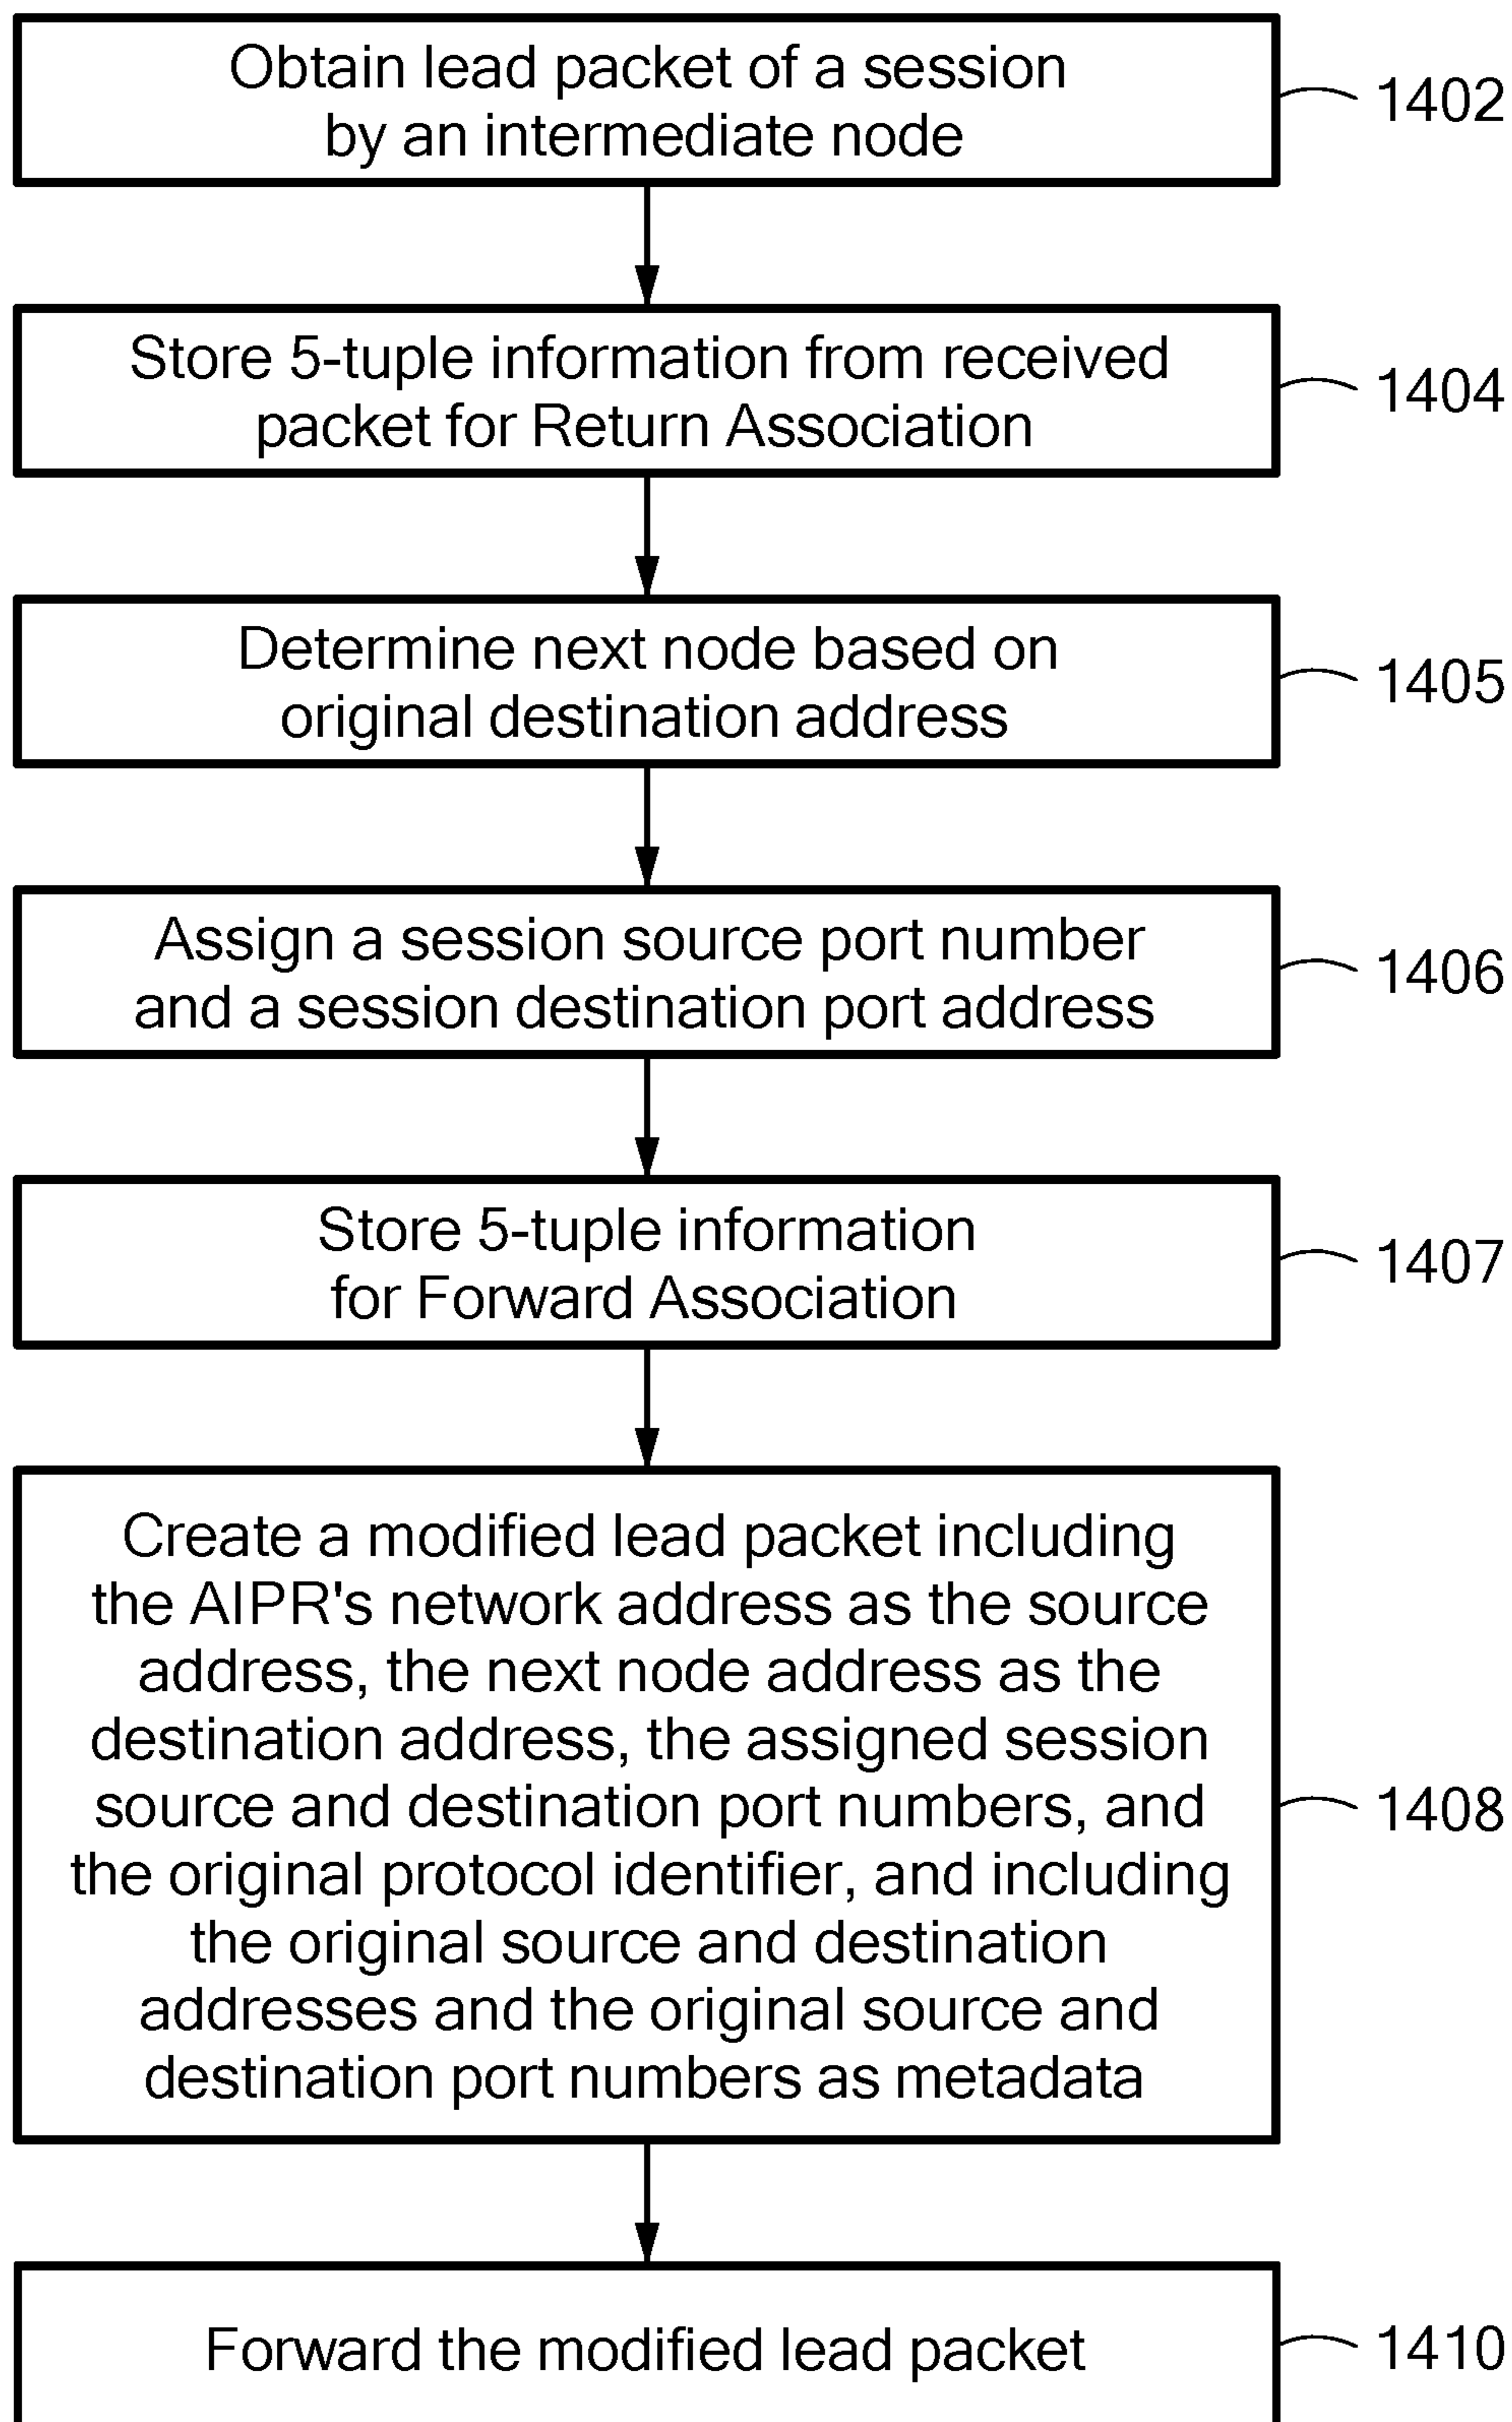 Obtain lead packet of a session
by an intermediate node
1402
Store 5-tuple information from received
packet for Return Association
1404
Determine next node based on
original destination address
1405
Assign a session source port number
and a session destination port address
1406
Store 5-tuple information
for Forward Association
1407
Create a modified lead packet including
the AIPR's network address as the source
address, the next node address as the
destination address, the assigned session
source and destination port numbers, and
the original protocol identifier, and including
the original source and destination
addresses and the original source and
destination port numbers as metadata
1408
Forward the modified lead packet
1410